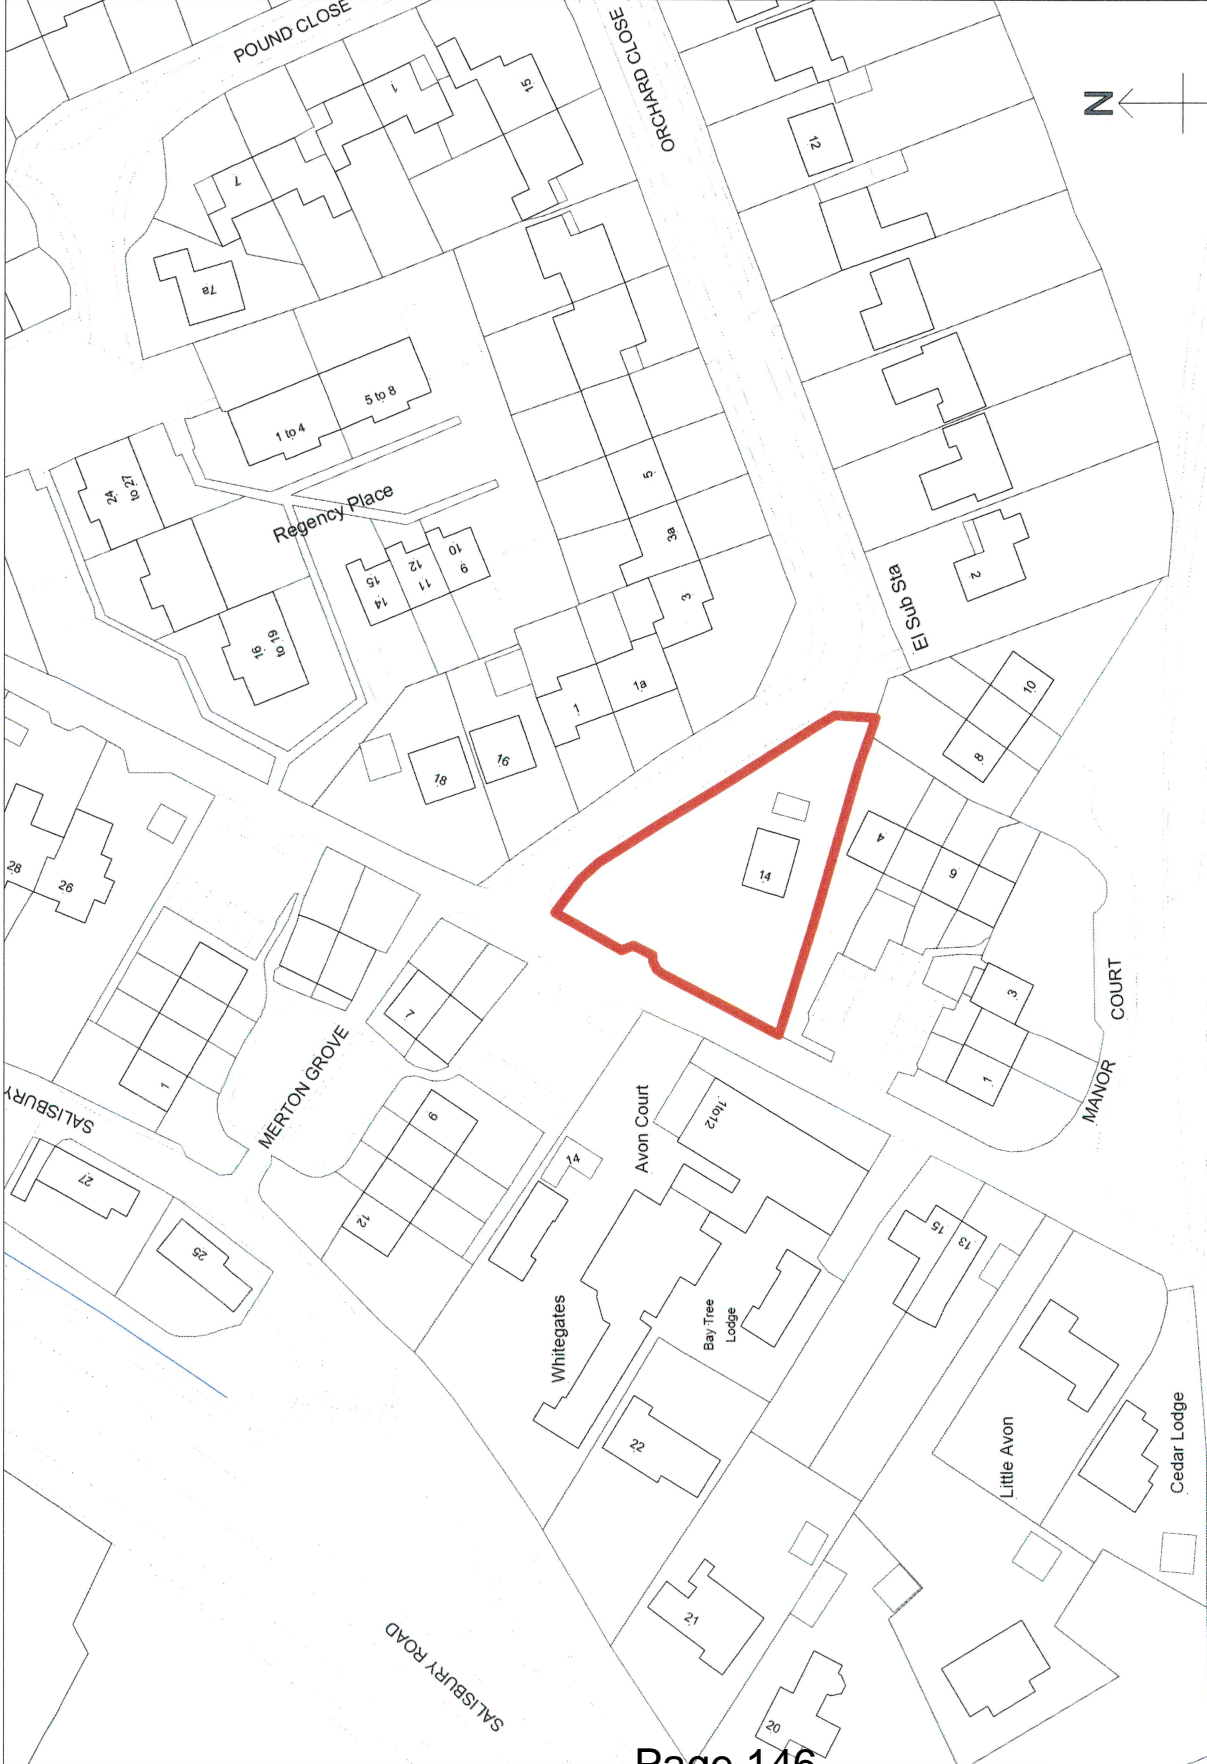 POUND CLOSE
ORCHARD CLOSE
N
15
1
7
7a
12
1 to 4
5 to 8
24
to 27
Regency Place
16
to 19
15
14
12
11
10
9
5
3a
3
1a
1
16
18
2
El Sub Sta
10
8
4
6
14
28
26
1
SALISBURY
27
25
MERTON GROVE
7
9
12
14
Avon Court
1to12
3
1
MANOR
COURT
15
13
Whitegates
Bay Tree
Lodge
22
21
20
Little Avon
Cedar Lodge
SALISBURY ROAD
Page 146